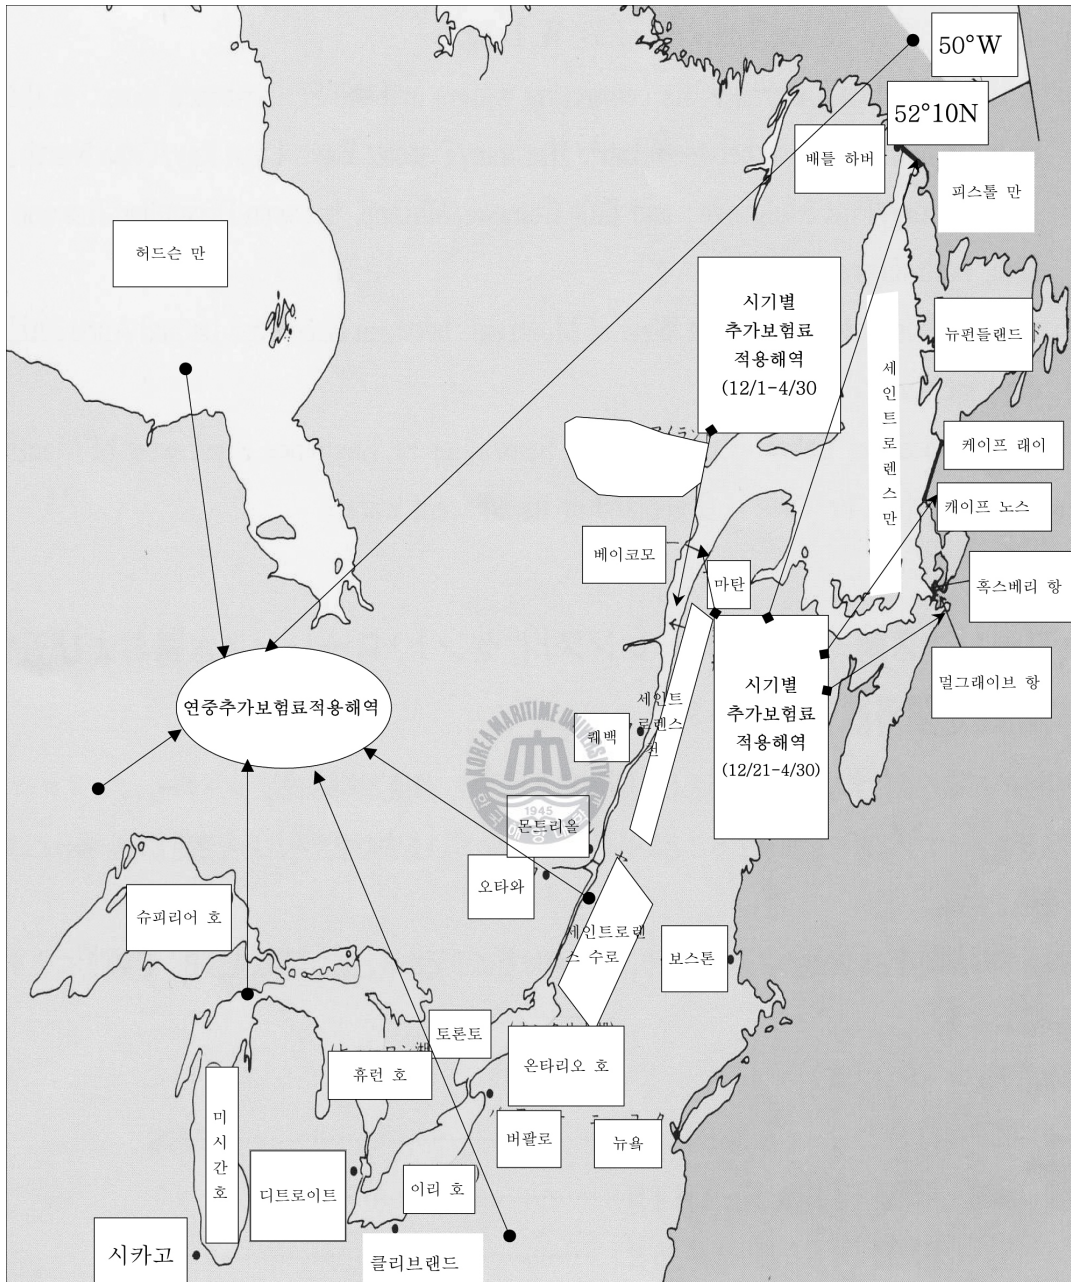 50°W
52°10N
배틀 하버
피스톨 만
허드슨 만
시기별
추가보험료
적용해역
(12/1-4/30
뉴펀들랜드
세인트로렌스만
케이프 래이
캐이프 노스
베이코모
마탄
혹스베리 항
멀그래이브 항
시기별
추가보험료
적용해역
(12/21-4/30)
연중추가보험료적용해역
세인트
로렌스
퀘백
KOREA MARITIME UNIVERSITY
1945
몬트리올
오타와
슈피리어 호
세인트로렌
스 수로
보스톤
토론토
온타리오 호
휴런 호
미시간호
버팔로
뉴욕
디트로이트
이리 호
시카고
클리브랜드